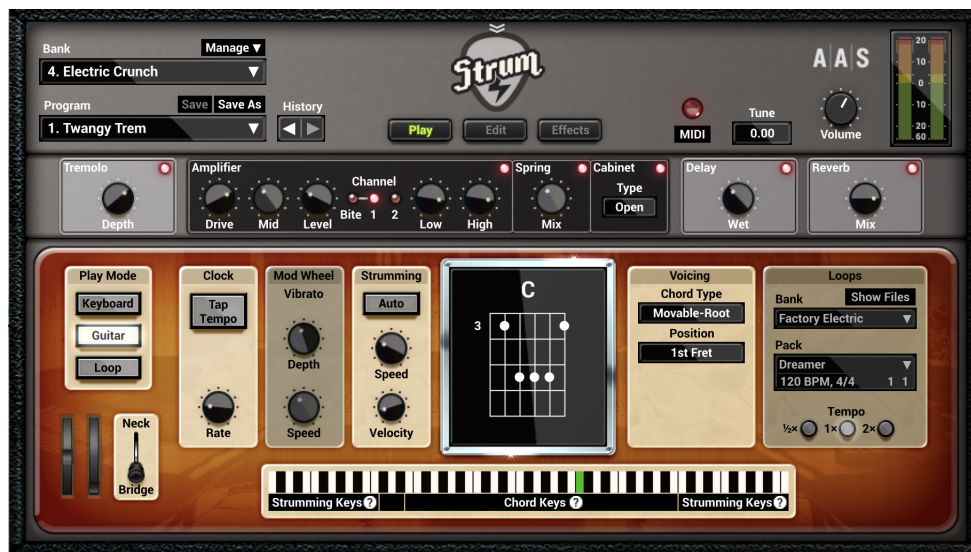 Bank
Manage ▼
4. Electric Crunch
Program
Save
Save As
1. Twangy Trem
History
Strum
Play
Edit
Effects
MIDI
Tune
0.00
A|A|S
Volume
20
10
0
10
20
60
Tremolo
Depth
Amplifier
Drive
Mid
Level
Channel
Bite 1 2
Low
High
Spring
Mix
Cabinet
Type
Open
Delay
Wet
Reverb
Mix
Play Mode
Keyboard
Guitar
Loop
Clock
Tap
Tempo
Rate
Mod Wheel
Vibrato
Depth
Speed
Strumming
Auto
Speed
Velocity
C
3
Voicing
Chord Type
Movable-Root
Position
1st Fret
Loops
Bank
Show Files
Factory Electric
Pack
Dreamer
120 BPM, 4/4 1 1
Tempo
½× 1× 2×
Neck
Bridge
Strumming Keys ?
Chord Keys ?
Strumming Keys ?